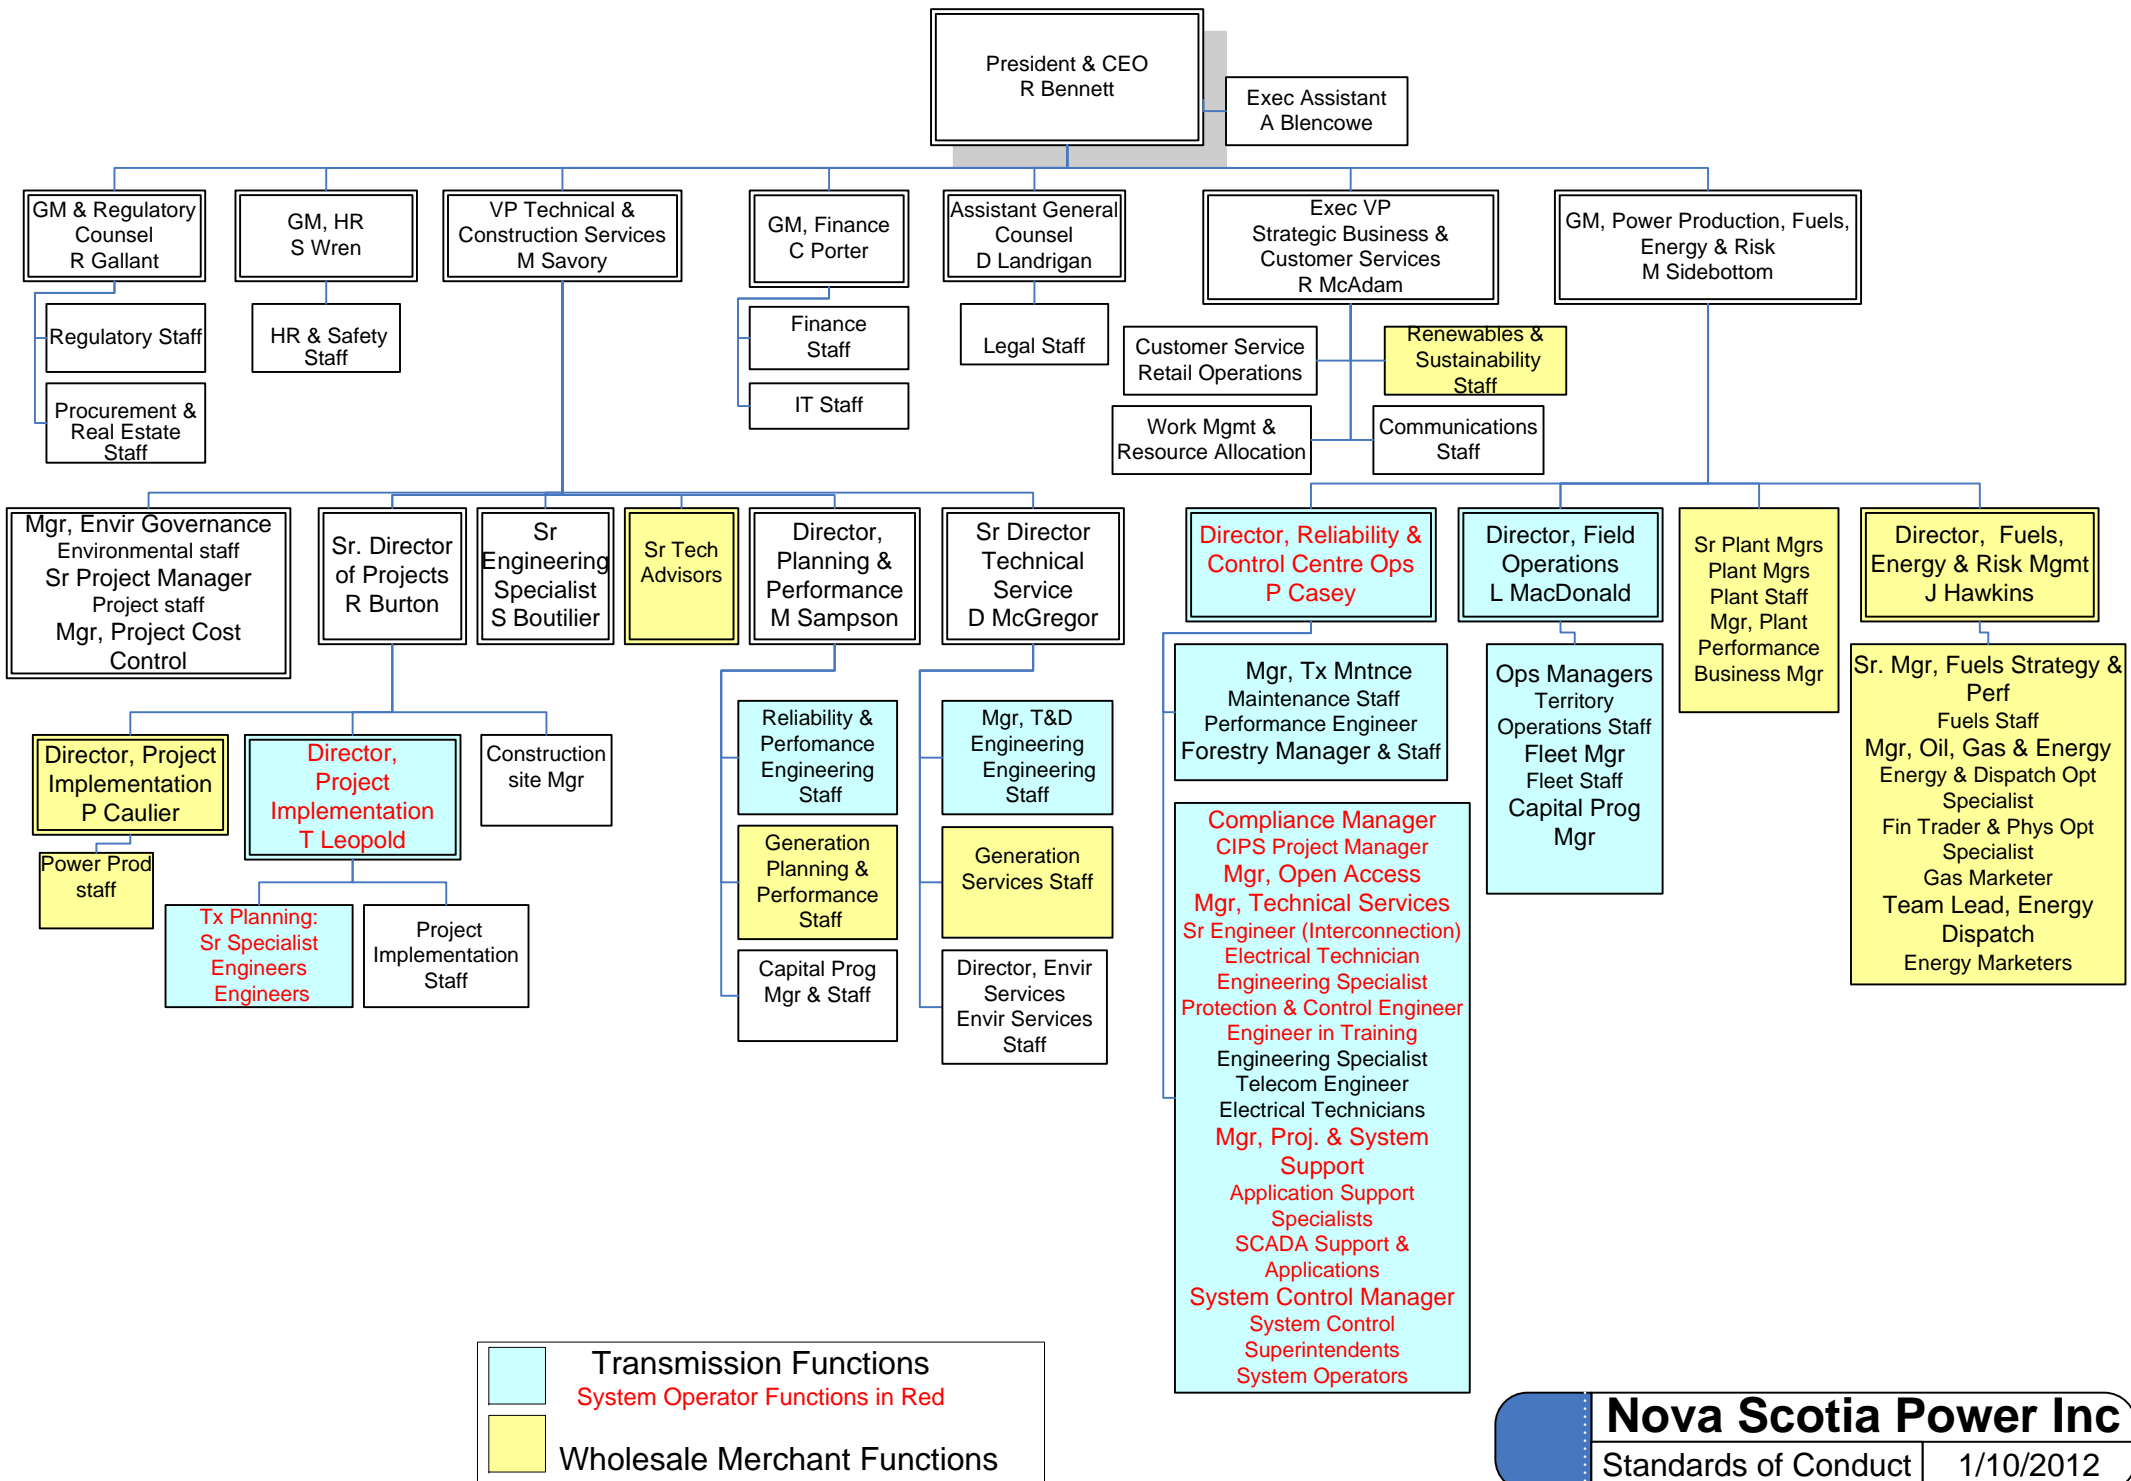 President & CEO
R Bennett
Exec Assistant
A Blencowe
GM & Regulatory
Counsel
R Gallant
GM, HR
S Wren
VP Technical &
Construction Services
M Savory
GM, Finance
C Porter
Assistant General
Counsel
D Landrigan
Exec VP
Strategic Business &
Customer Services
R McAdam
GM, Power Production, Fuels,
Energy & Risk
M Sidebottom
Regulatory Staff
Procurement &
Real Estate
Staff
HR & Safety
Staff
Finance
Staff
IT Staff
Legal Staff
Customer Service
Retail Operations
Renewables &
Sustainability
Staff
Work Mgmt &
Resource Allocation
Communications
Staff
Mgr, Envir Governance
Environmental staff
Sr Project Manager
Project staff
Mgr, Project Cost
Control
Sr. Director
of Projects
R Burton
Sr
Engineering
Specialist
S Boutilier
Sr Tech
Advisors
Director,
Planning &
Performance
M Sampson
Sr Director
Technical
Service
D McGregor
Director, Reliability &
Control Centre Ops
P Casey
Director, Field
Operations
L MacDonald
Sr Plant Mgrs
Plant Mgrs
Plant Staff
Mgr, Plant
Performance
Business Mgr
Director, Fuels,
Energy & Risk Mgmt
J Hawkins
Director, Project
Implementation
P Caulier
Power Prod
staff
Director,
Project
Implementation
T Leopold
Construction
site Mgr
Tx Planning:
Sr Specialist
Engineers
Engineers
Project
Implementation
Staff
Reliability &
Perfomance
Engineering
Staff
Generation
Planning &
Performance
Staff
Capital Prog
Mgr & Staff
Mgr, T&D
Engineering
Engineering
Staff
Generation
Services Staff
Director, Envir
Services
Envir Services
Staff
Mgr, Tx Mntnce
Maintenance Staff
Performance Engineer
Forestry Manager & Staff
Compliance Manager
CIPS Project Manager
Mgr, Open Access
Mgr, Technical Services
Sr Engineer (Interconnection)
Electrical Technician
Engineering Specialist
Protection & Control Engineer
Engineer in Training
Engineering Specialist
Telecom Engineer
Electrical Technicians
Mgr, Proj. & System
Support
Application Support
Specialists
SCADA Support &
Applications
System Control Manager
System Control
Superintendents
System Operators
Ops Managers
Territory
Operations Staff
Fleet Mgr
Fleet Staff
Capital Prog
Mgr
Sr. Mgr, Fuels Strategy &
Perf
Fuels Staff
Mgr, Oil, Gas & Energy
Energy & Dispatch Opt
Specialist
Fin Trader & Phys Opt
Specialist
Gas Marketer
Team Lead, Energy
Dispatch
Energy Marketers
Transmission Functions
System Operator Functions in Red
Wholesale Merchant Functions
Nova Scotia Power Inc
Standards of Conduct
1/10/2012